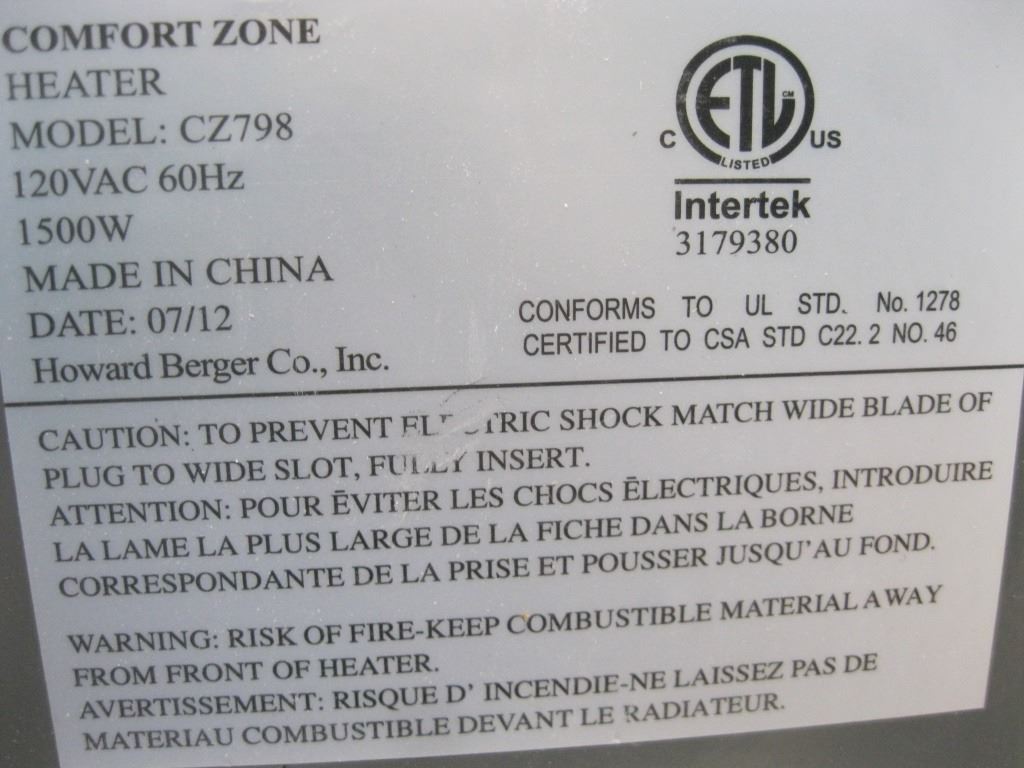 COMFORT ZONE
HEATER
MODEL: CZ798
120VAC 60Hz
1500W
MADE IN CHINA
DATE: 07/12
Howard Berger Co., Inc.
ETL CM
C US
LISTED
Intertek
3179380
CONFORMS TO UL STD. No. 1278
CERTIFIED TO CSA STD C22. 2 NO. 46
CAUTION: TO PREVENT ELECTRIC SHOCK MATCH WIDE BLADE OF
PLUG TO WIDE SLOT, FULLY INSERT.
ATTENTION: POUR ĒVITER LES CHOCS ĒLECTRIQUES, INTRODUIRE
LA LAME LA PLUS LARGE DE LA FICHE DANS LA BORNE
CORRESPONDANTE DE LA PRISE ET POUSSER JUSQU'AU FOND.
WARNING: RISK OF FIRE-KEEP COMBUSTIBLE MATERIAL AWAY
FROM FRONT OF HEATER.
AVERTISSEMENT: RISQUE D' INCENDIE-NE LAISSEZ PAS DE
MATERIAU COMBUSTIBLE DEVANT LE RADIATEUR.